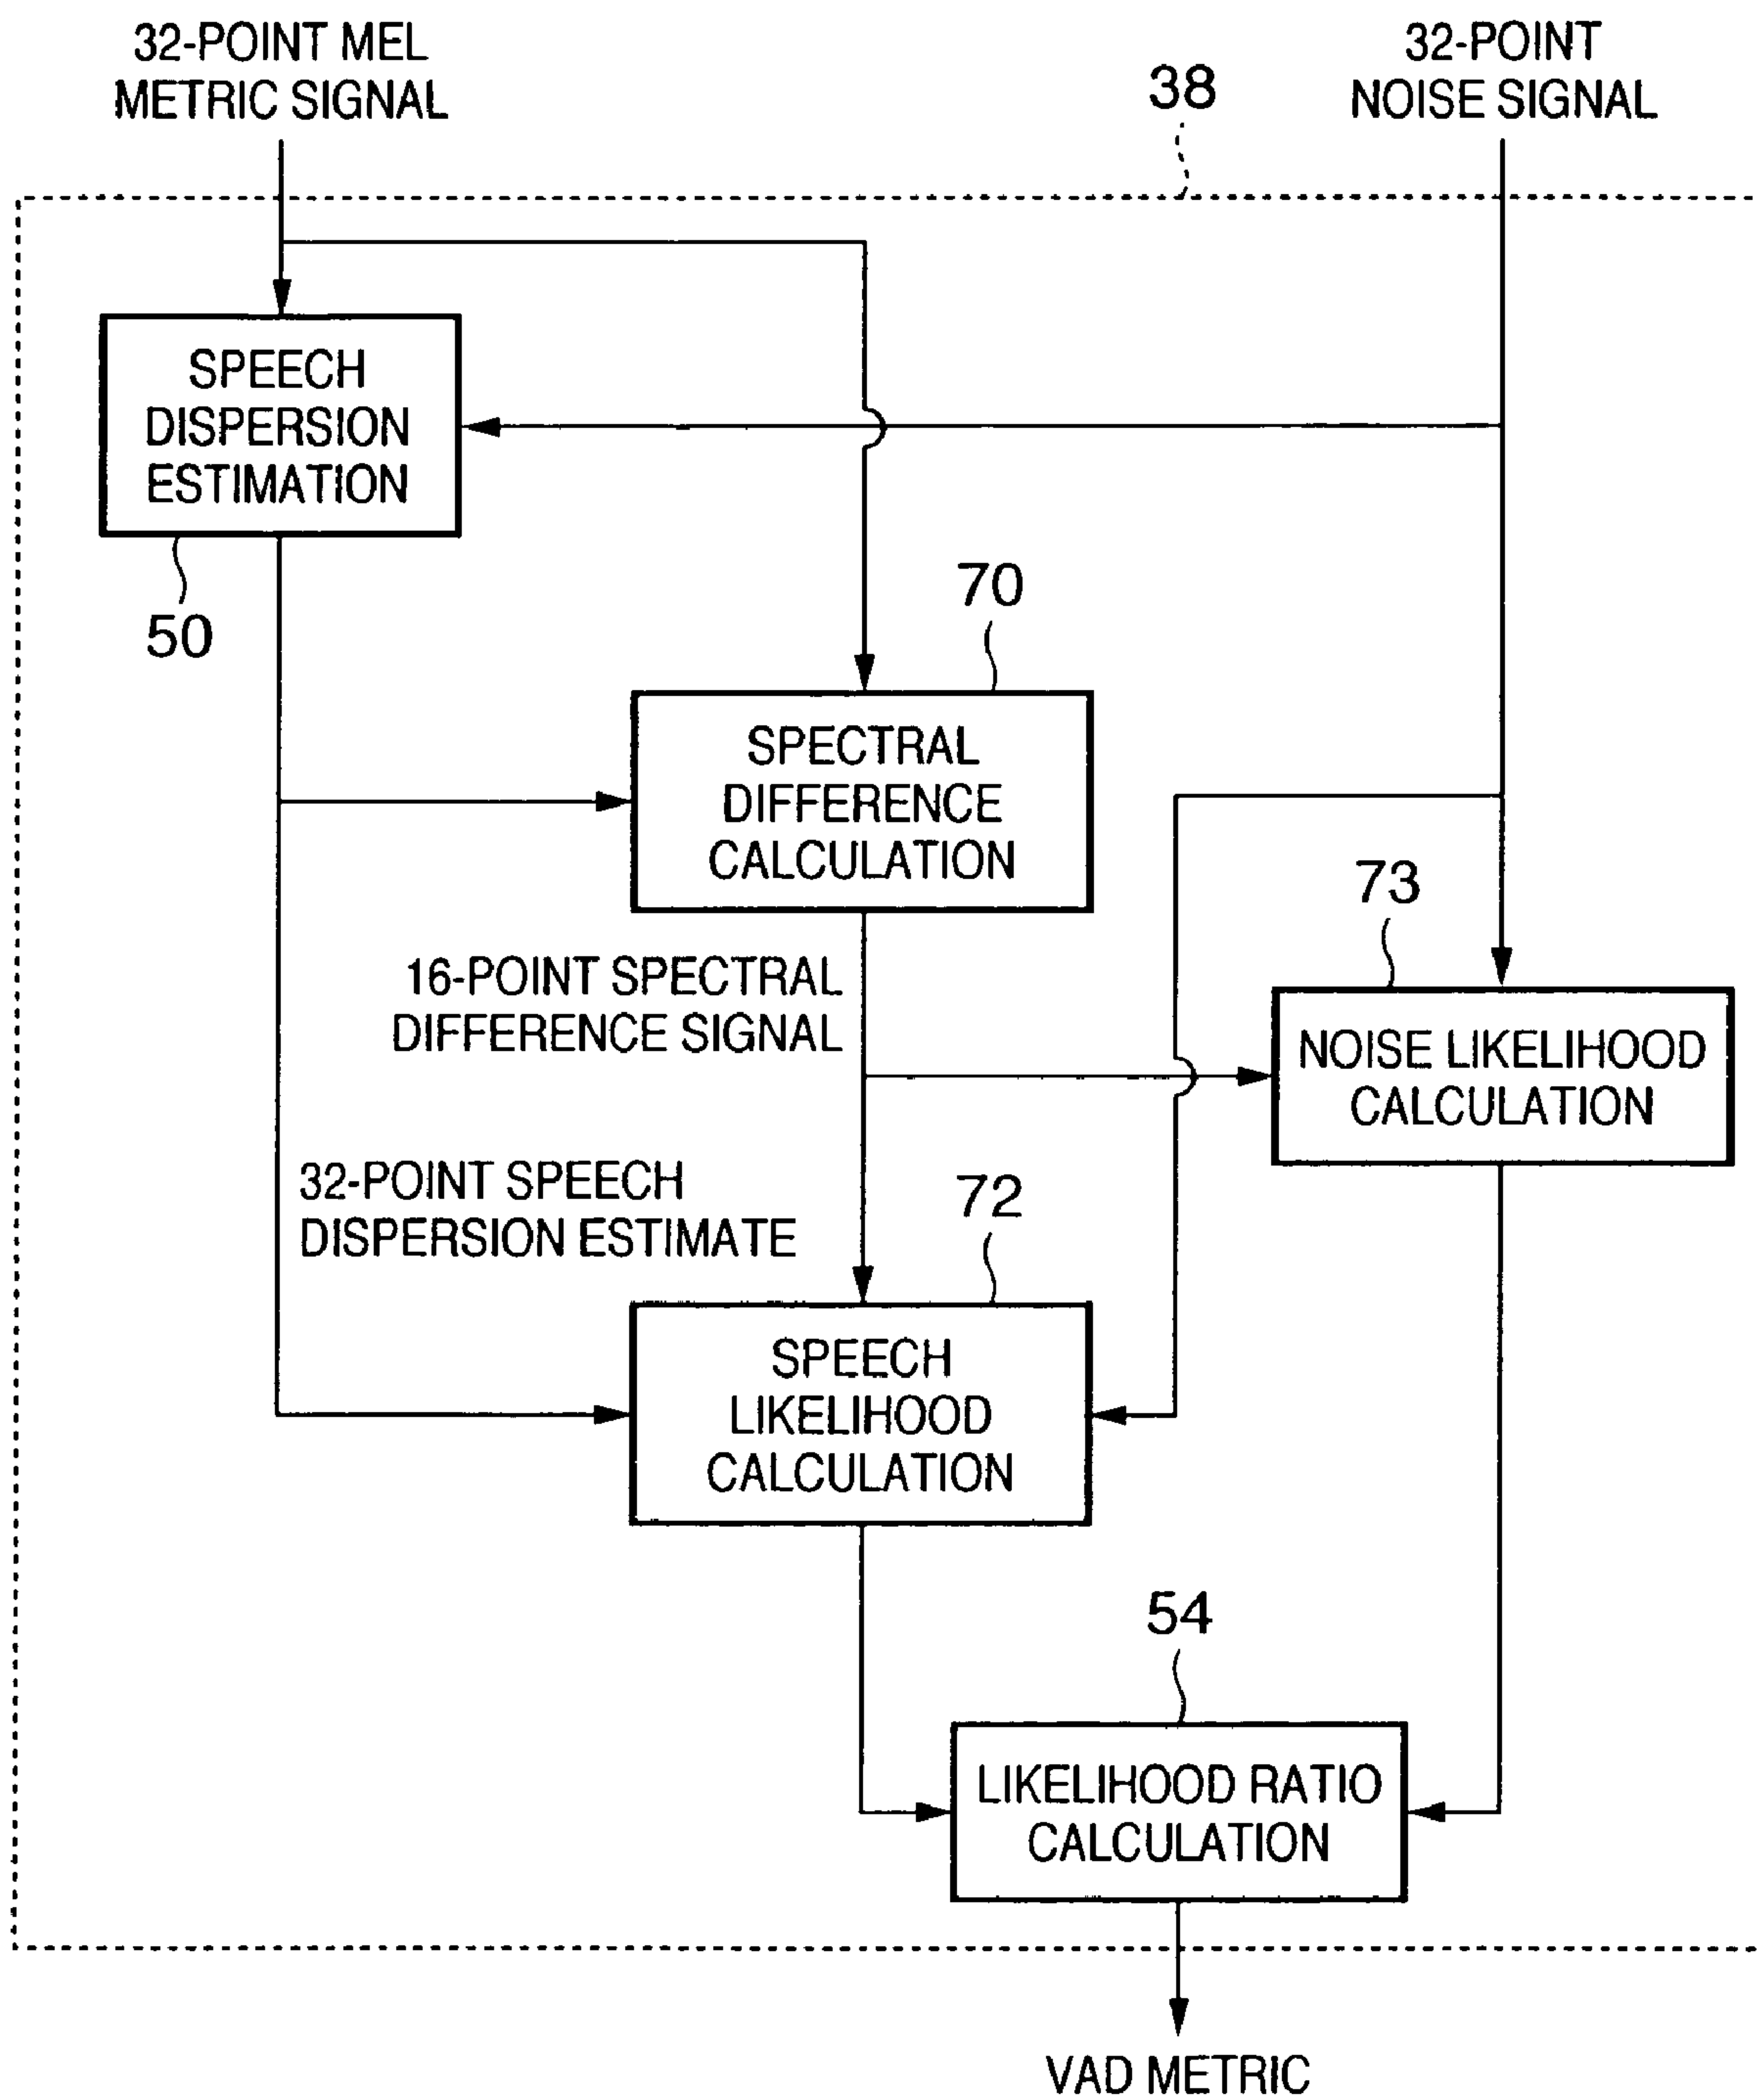 32-POINT MEL
METRIC SIGNAL
32-POINT
NOISE SIGNAL
38
SPEECH
DISPERSION
ESTIMATION
50
70
SPECTRAL
DIFFERENCE
CALCULATION
73
16-POINT SPECTRAL
DIFFERENCE SIGNAL
NOISE LIKELIHOOD
CALCULATION
32-POINT SPEECH
DISPERSION ESTIMATE
72
SPEECH
LIKELIHOOD
CALCULATION
54
LIKELIHOOD RATIO
CALCULATION
VAD METRIC